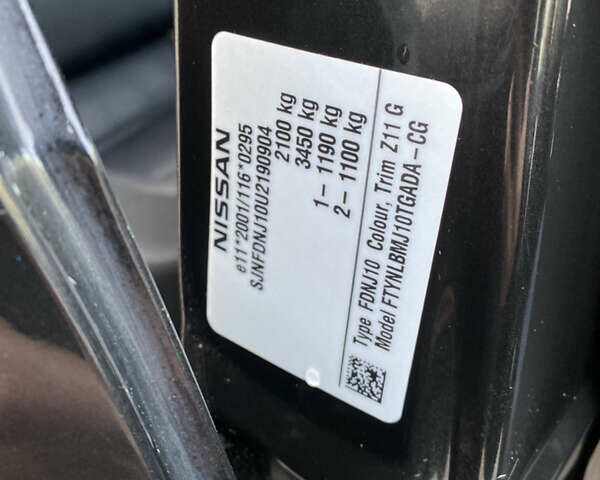 NISSAN
e11*2001/116*0295
SJNFDNJ10U2190904
2100 kg
3450 kg
1- 1190 kg
2- 1100 kg
Type FDNJ10 Colour, Trim Z11 G
Model FTYNLBMJ10TGADA-CG